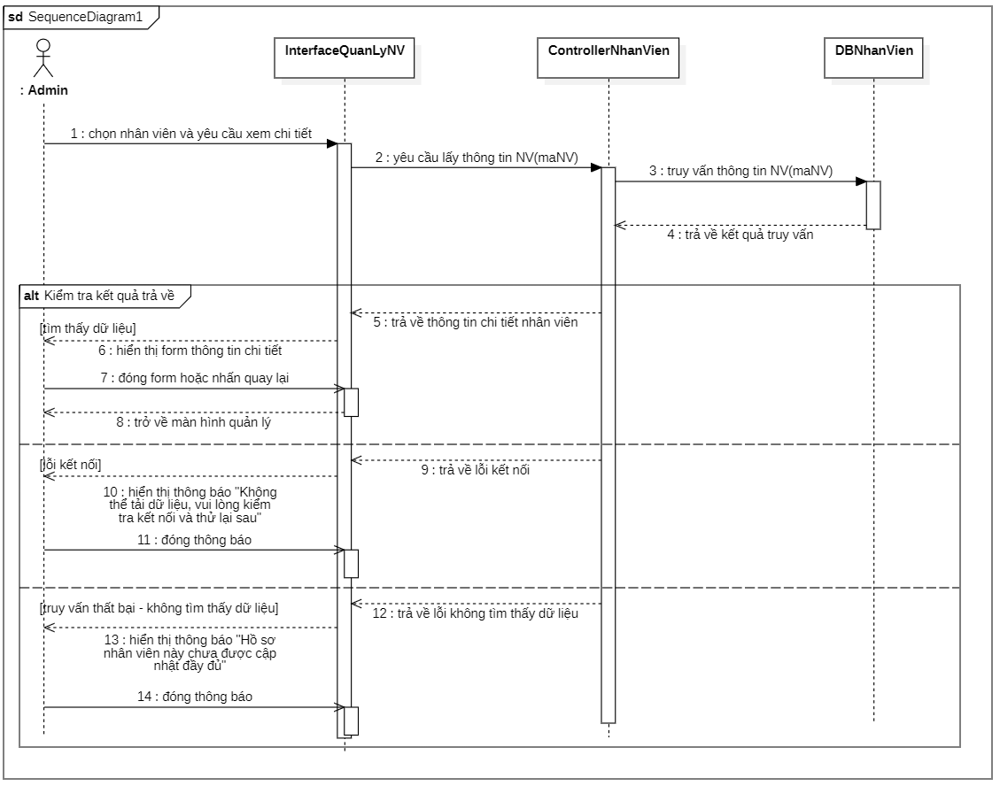 sd SequenceDiagram1
: Admin
InterfaceQuanLyNV
ControllerNhanVien
DBNhanVien
1 : chọn nhân viên và yêu cầu xem chi tiết
2 : yêu cầu lấy thông tin NV(maNV)
3 : truy vấn thông tin NV(maNV)
4 : trả về kết quả truy vấn
alt Kiểm tra kết quả trả về
5 : trả về thông tin chi tiết nhân viên
[tìm thấy dữ liệu]
6 : hiển thị form thông tin chi tiết
7 : đóng form hoặc nhấn quay lại
8 : trở về màn hình quản lý
[lỗi kết nối]
9 : trả về lỗi kết nối
10 : hiển thị thông báo "Không
thể tải dữ liệu, vui lòng kiểm
tra kết nối và thử lại sau"
11 : đóng thông báo
[truy vấn thất bại - không tìm thấy dữ liệu]
12 : trả về lỗi không tìm thấy dữ liệu
13 : hiển thị thông báo "Hồ sơ
nhân viên này chưa được cập
nhật đầy đủ"
14 : đóng thông báo